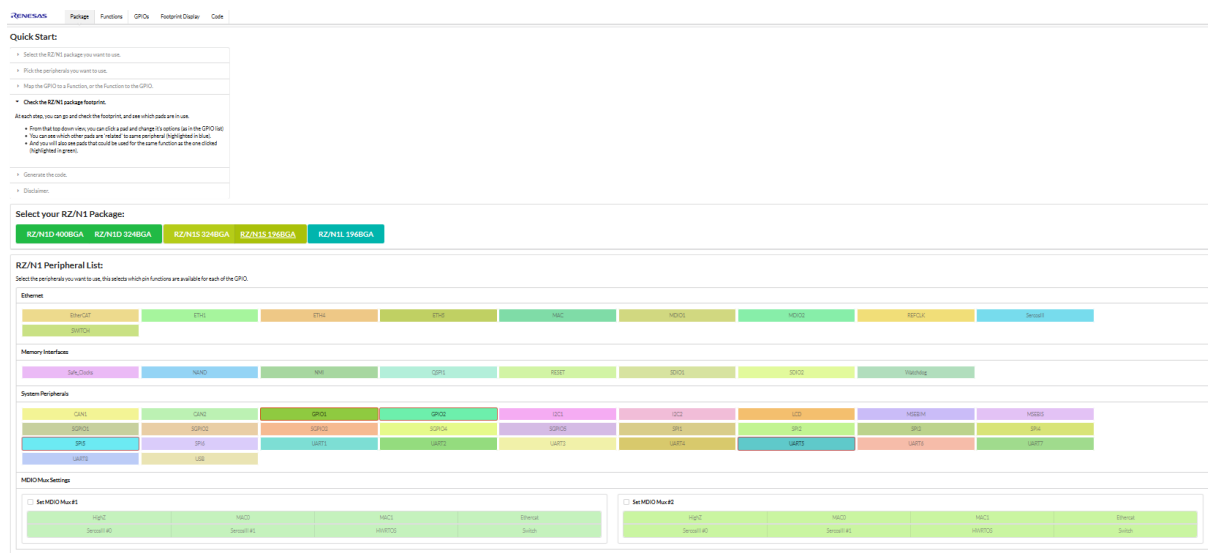 RENESAS Package Functions GPIOs Footprint Display Code
Quick Start:
Select the RZ/N1 package you want to use.
Pick the peripherals you want to use.
Map the GPIO to a Function, or the Function to the GPIO.
Check the RZ/N1 package footprint.
At each step, you can go and check the footprint, and see which pads are in use.
From that top down view, you can click a pad and change it's options (as in the GPIO list)
You can see which other pads are 'related' to same peripheral (highlighted in blue).
And you will also see pads that could be used for the same function as the one clicked
(highlighted in green).
Generate the code.
Disclaimer.
Select your RZ/N1 Package:
RZ/N1D 400BGA RZ/N1D 324BGA RZ/N1S 324BGA RZ/N1S 196BGA RZ/N1L 196BGA
RZ/N1 Peripheral List:
Select the peripherals you want to use, this selects which pin functions are available for each of the GPIO.
Ethernet
EtherCAT ETH1 ETH4 ETH5 MAC MDIO1 MDIO2 REFCLK SercosIII
SWITCH
Memory Interfaces
NAND NMI QSPI1 RESET SDIO1 SDIO2 Watchdog
System Peripherals
CAN1 CAN2 GPIO1 GPIO2 I2C1 I2C2 LCD MSEBIM MSEBIS
SGPIO1 SGPIO2 SGPIO3 SGPIO4 SGPIO5 SPI1 SPI2 SPI3 SPI4
SPI5 SPI6 UART1 UART2 UART3 UART4 UART5 UART6 UART7
UART8 USB
MDIO Mux Settings
Set MDIO Mux #1 Set MDIO Mux #2
HighZ MAC0 MAC1 Ethercat HighZ MAC0 MAC1 Ethercat
SercosIII #0 SercosIII #1 HWRTOS Switch SercosIII #0 SercosIII #1 HWRTOS Switch